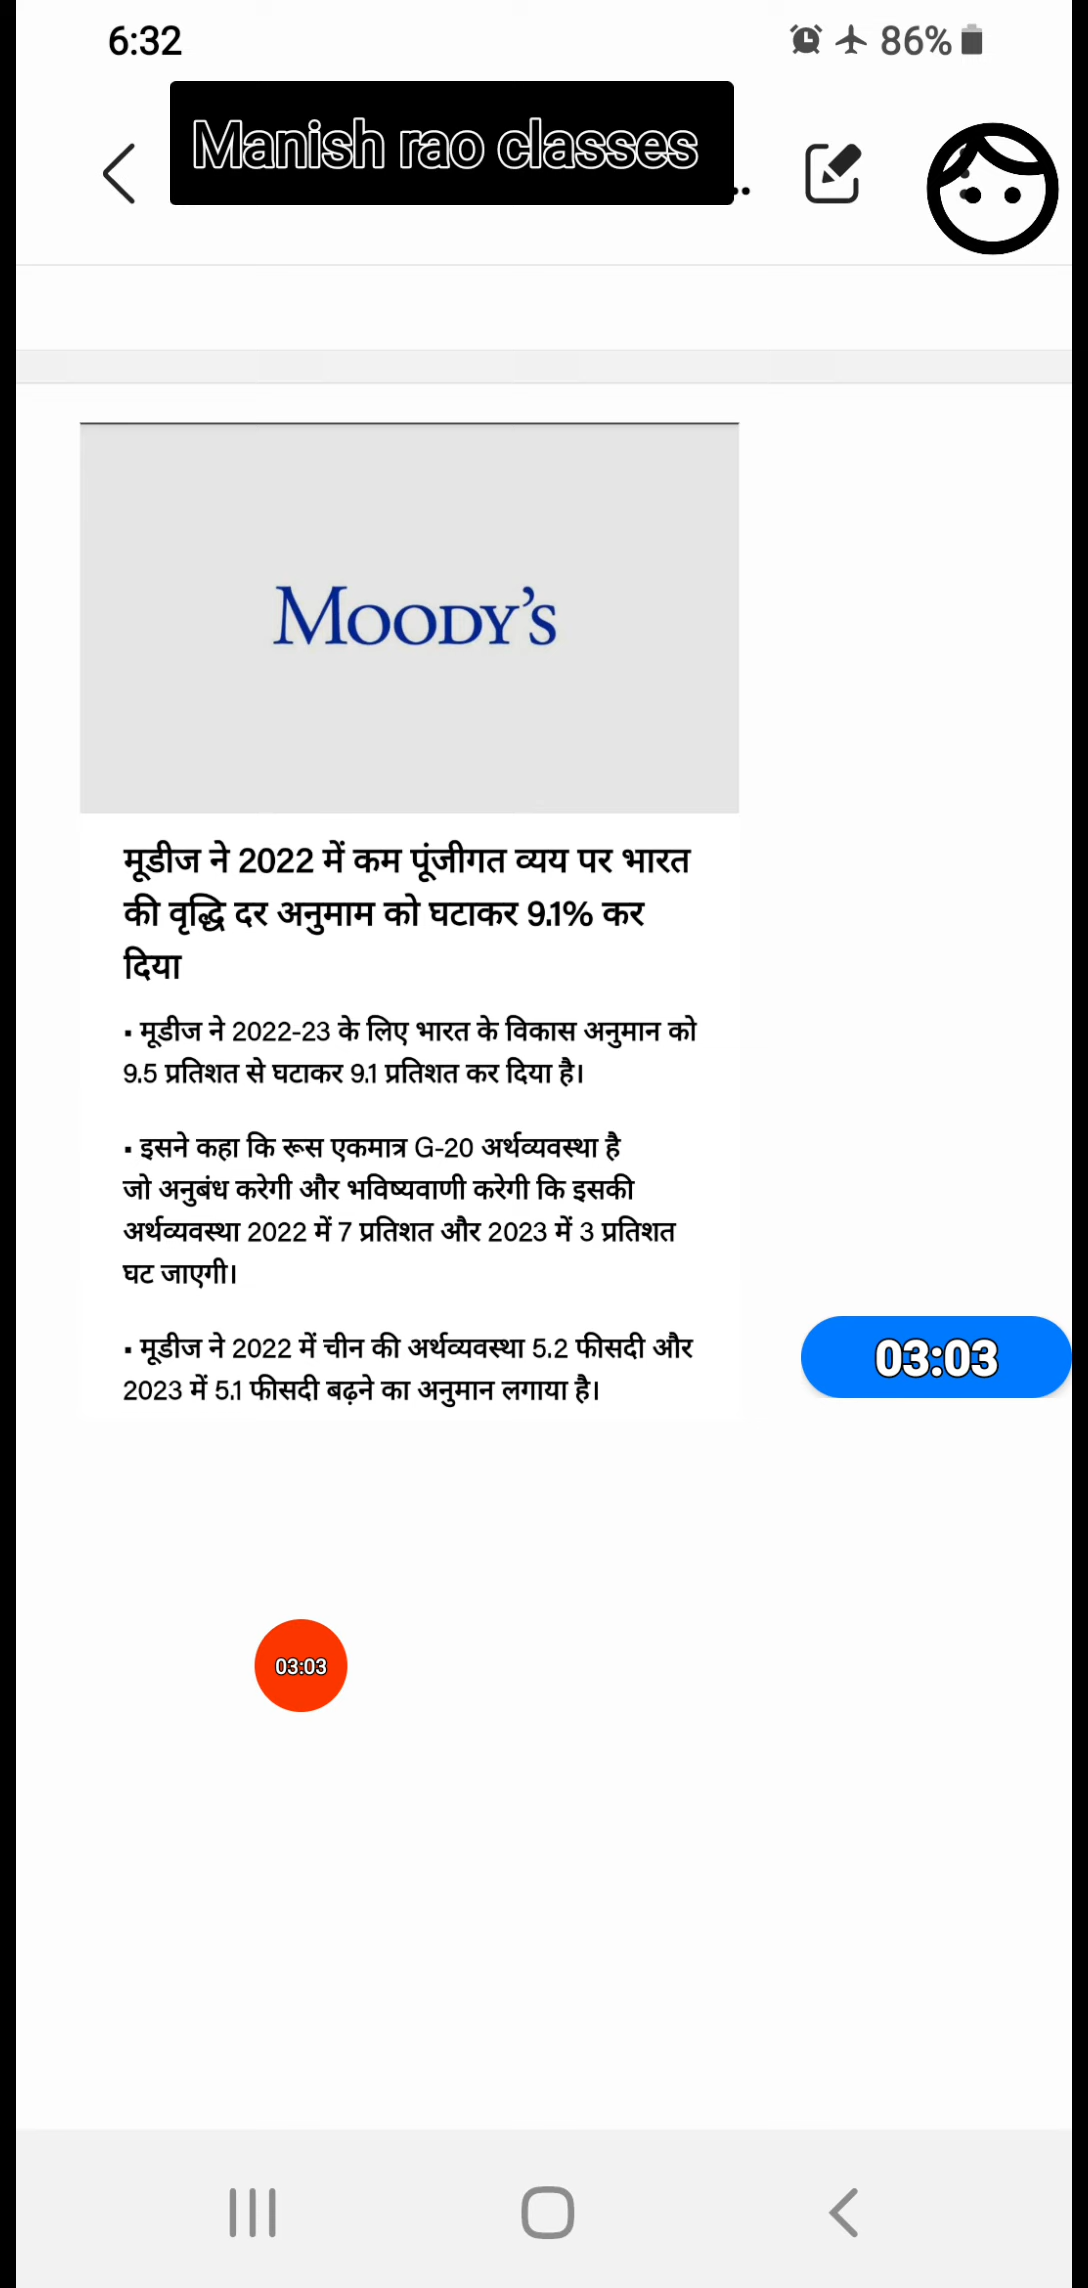 6:32
86%
Manish rao classes
..
MOODY'S
मूडीज ने 2022 में कम पूंजीगत व्यय पर भारत
की वृद्धि दर अनुमाम को घटाकर 9.1% कर
दिया
▪ मूडीज ने 2022-23 के लिए भारत के विकास अनुमान को
9.5 प्रतिशत से घटाकर 9.1 प्रतिशत कर दिया है।
▪ इसने कहा कि रूस एकमात्र G-20 अर्थव्यवस्था है
जो अनुबंध करेगी और भविष्यवाणी करेगी कि इसकी
अर्थव्यवस्था 2022 में 7 प्रतिशत और 2023 में 3 प्रतिशत
घट जाएगी।
▪ मूडीज ने 2022 में चीन की अर्थव्यवस्था 5.2 फीसदी और
2023 में 5.1 फीसदी बढ़ने का अनुमान लगाया है।
03:03
03:03